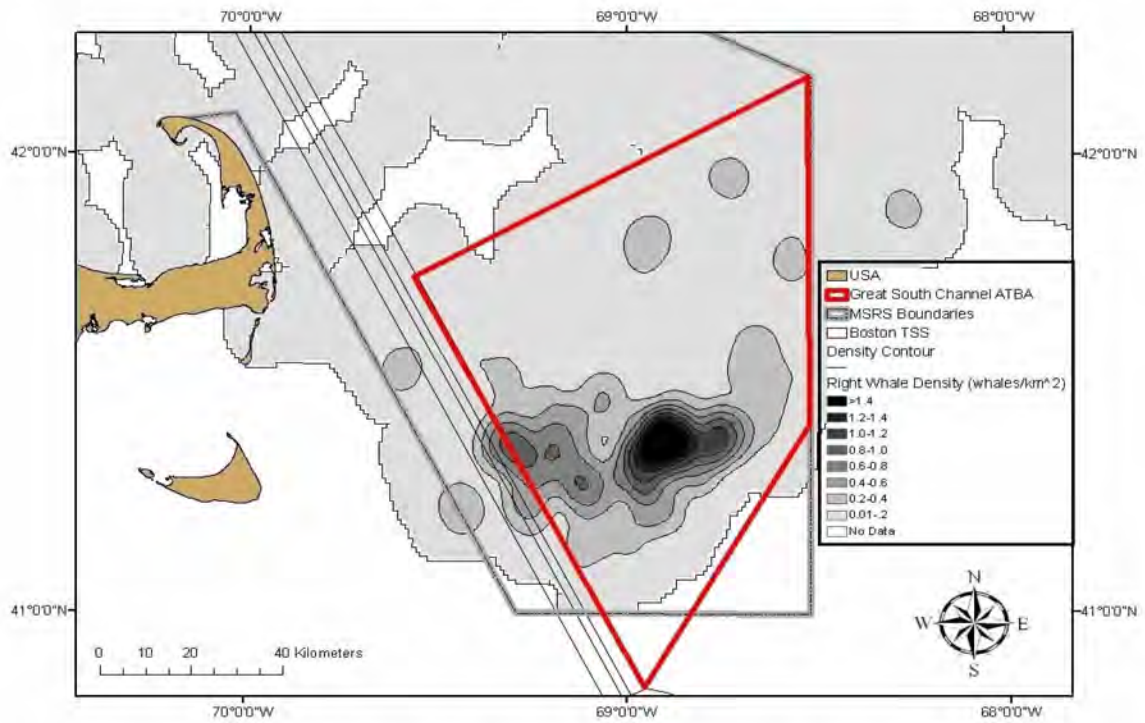 70°0'0"W 69°0'0"W 68°0'0"W
42°0'0"N 42°0'0"N
USA
Great South Channel ATBA
MSRS Boundaries
Boston TSS
Density Contour
Right Whale Density (whales/km^2)
>1.4
1.2-1.4
1.0-1.2
0.8-1.0
0.6-0.8
0.4-0.6
0.2-0.4
0.01-.2
No Data
41°0'0"N 41°0'0"N
N
W E
S
0 10 20 40 Kilometers
70°0'0"W 69°0'0"W 68°0'0"W